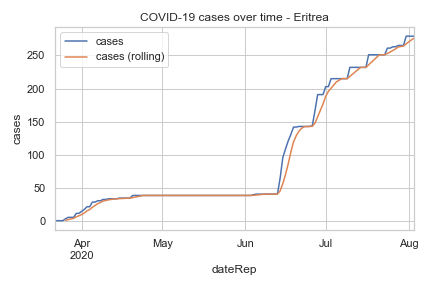 COVID-19 cases over time - Eritrea
cases
cases (rolling)
cases
250
200
150
100
50
0
Apr May Jun Jul Aug
2020
dateRep